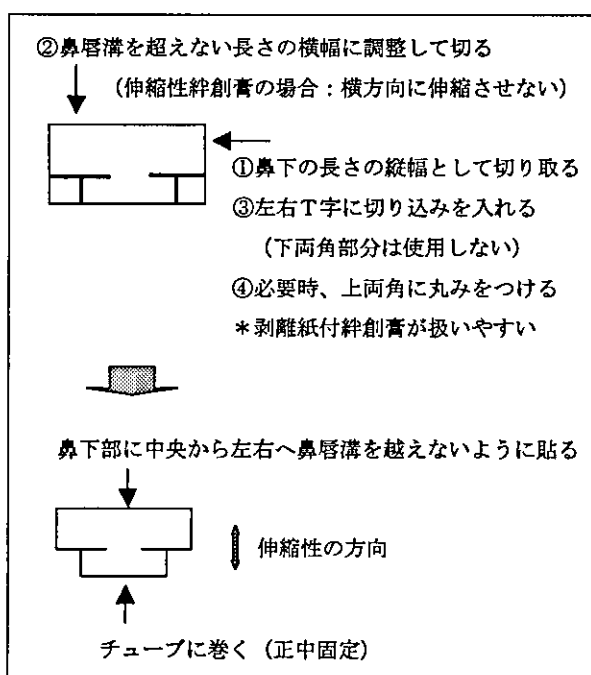 ②鼻唇溝を超えない長さの横幅に調整して切る
（伸縮性絆創膏の場合：横方向に伸縮させない）
①鼻下の長さの縦幅として切り取る
③左右T字に切り込みを入れる
（下両角部分は使用しない）
④必要時、上両角に丸みをつける
＊剥離紙付絆創膏が扱いやすい
鼻下部に中央から左右へ鼻唇溝を越えないように貼る
伸縮性の方向
チューブに巻く（正中固定）